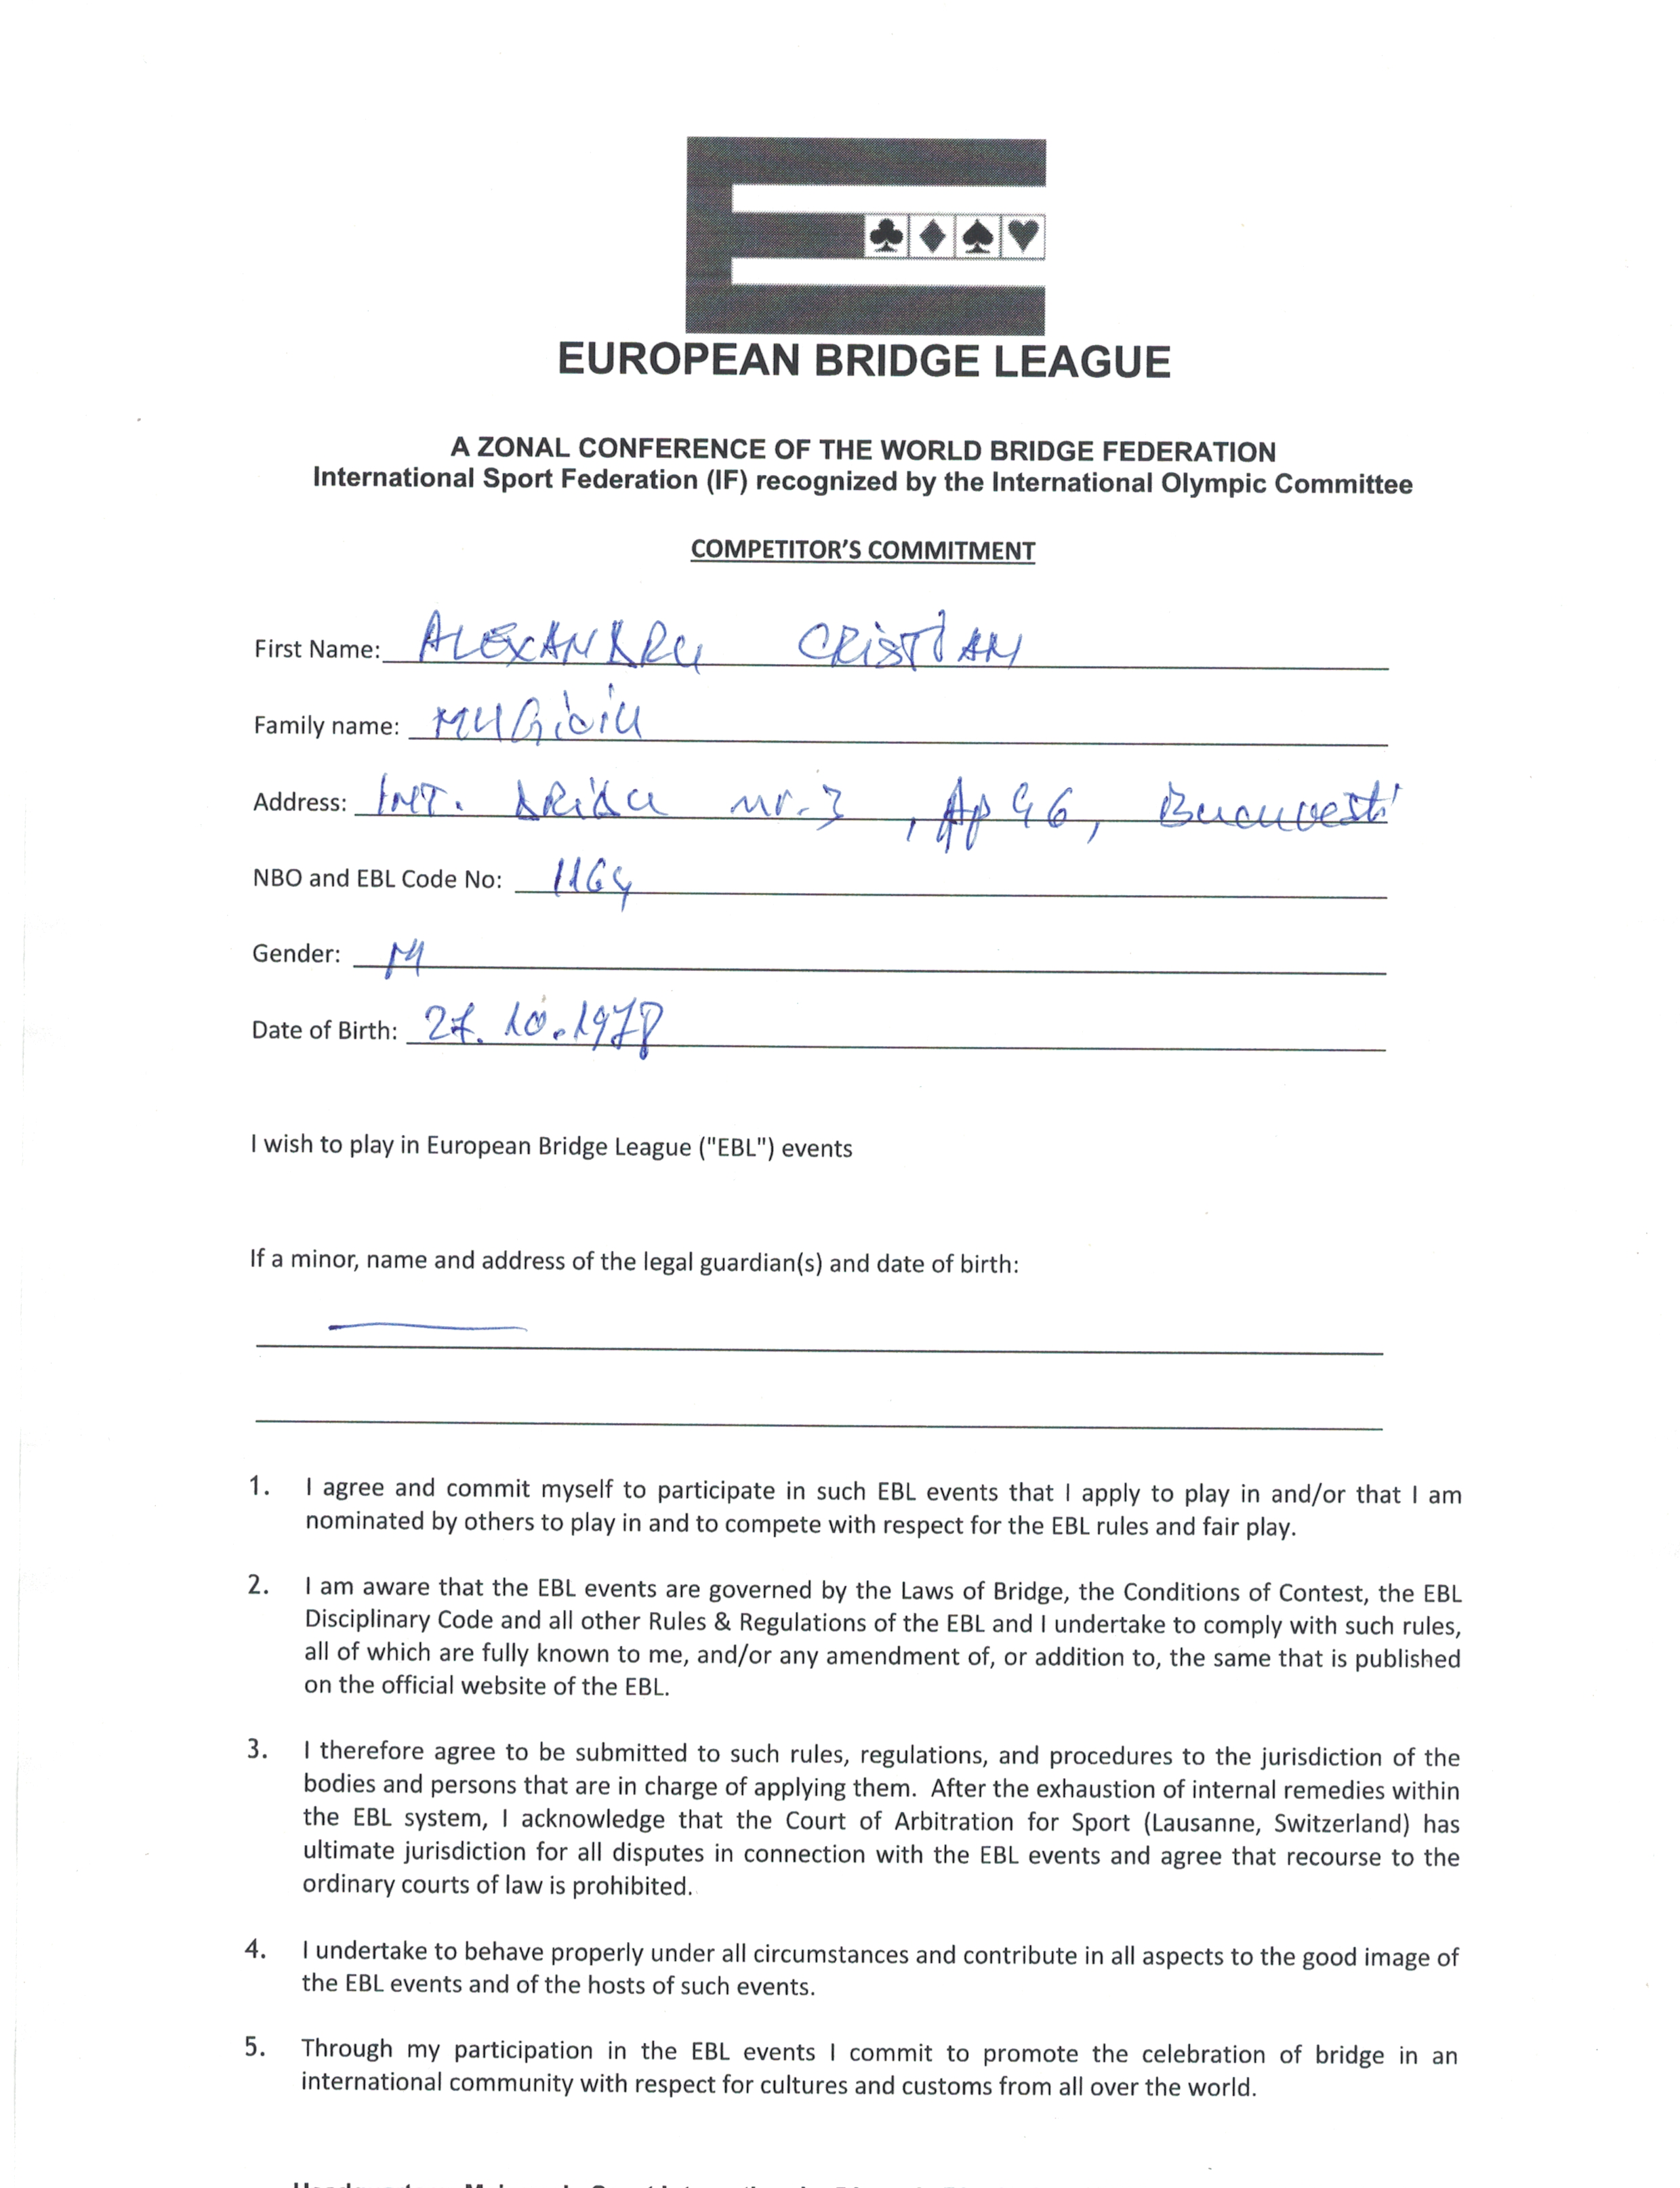 EUROPEAN BRIDGE LEAGUE
A ZONAL CONFERENCE OF THE WORLD BRIDGE FEDERATION
International Sport Federation (IF) recognized by the International Olympic Committee
COMPETITOR'S COMMITMENT
First Name: ALEXANDRU CRISTIAN
Family name:
Address: INT. nr. 3, Ap 46, Bucuresti
NBO and EBL Code No: 1164
Gender: M
Date of Birth: 27.10.1978
I wish to play in European Bridge League ("EBL") events
If a minor, name and address of the legal guardian(s) and date of birth:
1. I agree and commit myself to participate in such EBL events that I apply to play in and/or that I am
nominated by others to play in and to compete with respect for the EBL rules and fair play.
2. I am aware that the EBL events are governed by the Laws of Bridge, the Conditions of Contest, the EBL
Disciplinary Code and all other Rules & Regulations of the EBL and I undertake to comply with such rules,
all of which are fully known to me, and/or any amendment of, or addition to, the same that is published
on the official website of the EBL.
3. I therefore agree to be submitted to such rules, regulations, and procedures to the jurisdiction of the
bodies and persons that are in charge of applying them. After the exhaustion of internal remedies within
the EBL system, I acknowledge that the Court of Arbitration for Sport (Lausanne, Switzerland) has
ultimate jurisdiction for all disputes in connection with the EBL events and agree that recourse to the
ordinary courts of law is prohibited.
4. I undertake to behave properly under all circumstances and contribute in all aspects to the good image of
the EBL events and of the hosts of such events.
5. Through my participation in the EBL events I commit to promote the celebration of bridge in an
international community with respect for cultures and customs from all over the world.